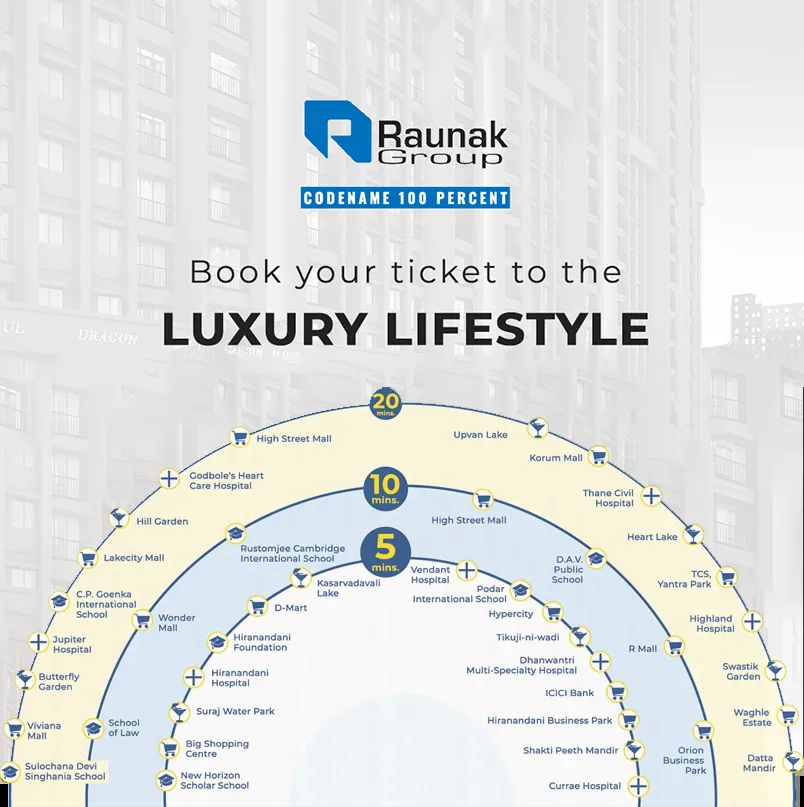 Raunak
Group
CODENAME 100 PERCENT
Book your ticket to the
LUXURY LIFESTYLE
UL DRAGON
20
mins.
High Street Mall
Godbole's Heart
Care Hospital
Hill Garden
Lakecity Mall
C.P. Goenka
International
School
Jupiter
Hospital
Butterfly
Garden
Viviana
Mall
Sulochana Devi
Singhania School
Upvan Lake
Korum Mall
Thane Civil
Hospital
Heart Lake
TCS,
Yantra Park
Highland
Hospital
Swastik
Garden
Waghle
Estate
Datta
Mandir
10
mins.
Rustomjee Cambridge
International School
Wonder
Mall
School
of Law
High Street Mall
D.A.V.
Public
School
R Mall
Orion
Business
Park
5
mins.
Kasarvadavali
Lake
D-Mart
Hiranandani
Foundation
Hiranandani
Hospital
Suraj Water Park
Big Shopping
Centre
New Horizon
Scholar School
Vendant
Hospital
Podar
International School
Hypercity
Tikuji-ni-wadi
Dhanwantri
Multi-Specialty Hospital
ICICI Bank
Hiranandani Business Park
Shakti Peeth Mandir
Currae Hospital